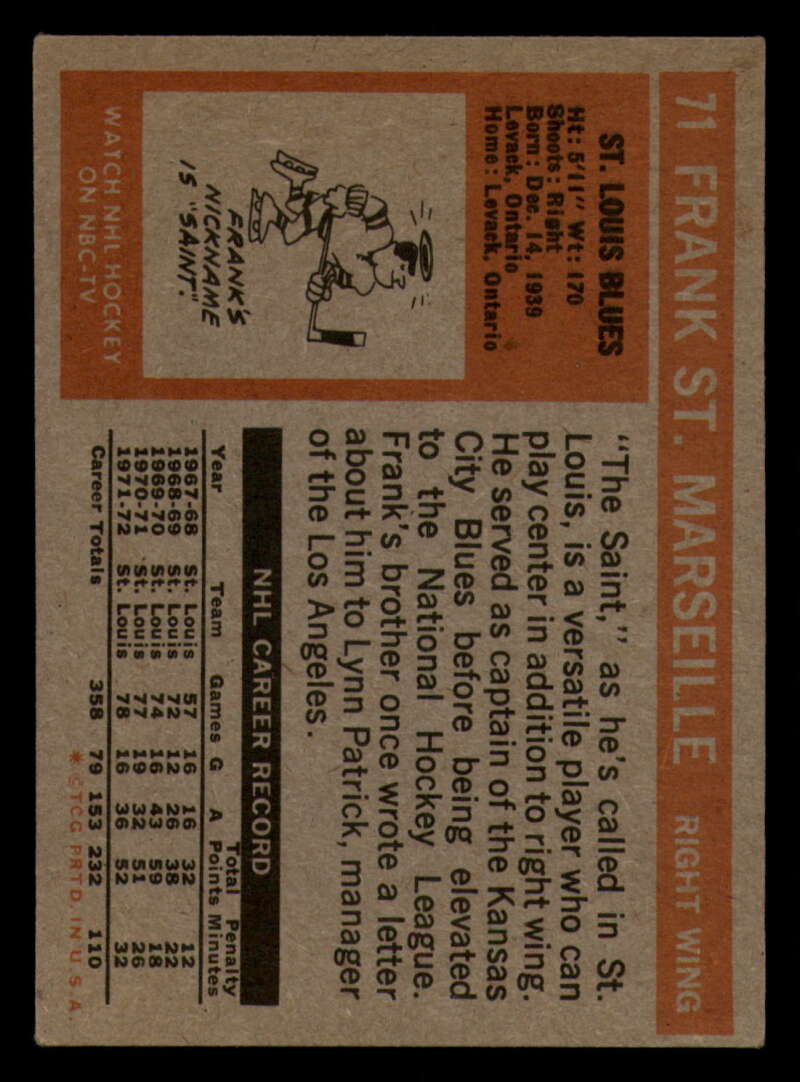 71 FRANK ST. MARSEILLE RIGHT WING
ST. LOUIS BLUES
Ht: 5'11" Wt: 170
Shoots: Right
Born: Dec. 14, 1939
Levack, Ontario
Home: Levack, Ontario
FRANK'S
NICKNAME
IS "SAINT".
WATCH NHL HOCKEY
ON NBC-TV
"The Saint," as he's called in St.
Louis, is a versatile player who can
play center in addition to right wing.
He served as captain of the Kansas
City Blues before being elevated
to the National Hockey League.
Frank's brother once wrote a letter
about him to Lynn Patrick, manager
of the Los Angeles.
NHL CAREER RECORD
Total Penalty
Year Team Games G A Points Minutes
1967-68 St. Louis 57 16 16 32 12
1968-69 St. Louis 72 12 26 38 22
1969-70 St. Louis 74 16 43 59 18
1970-71 St. Louis 77 19 32 51 26
1971-72 St. Louis 78 16 36 52 32
Career Totals 358 79 153 232 110
*©TCG PRTD. IN U.S.A.